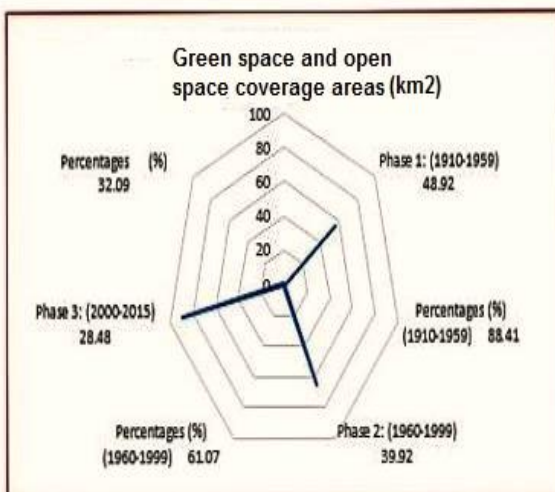 Green space and open
space coverage areas (km2)
100
80
60
40
20
0
Phase 1: (1910-1959)
48.92
Percentages (%)
(1910-1959) 88.41
Phase 2: (1960-1999)
39.92
Percentages (%)
(1960-1999) 61.07
Phase 3: (2000-2015)
28.48
Percentages (%)
32.09